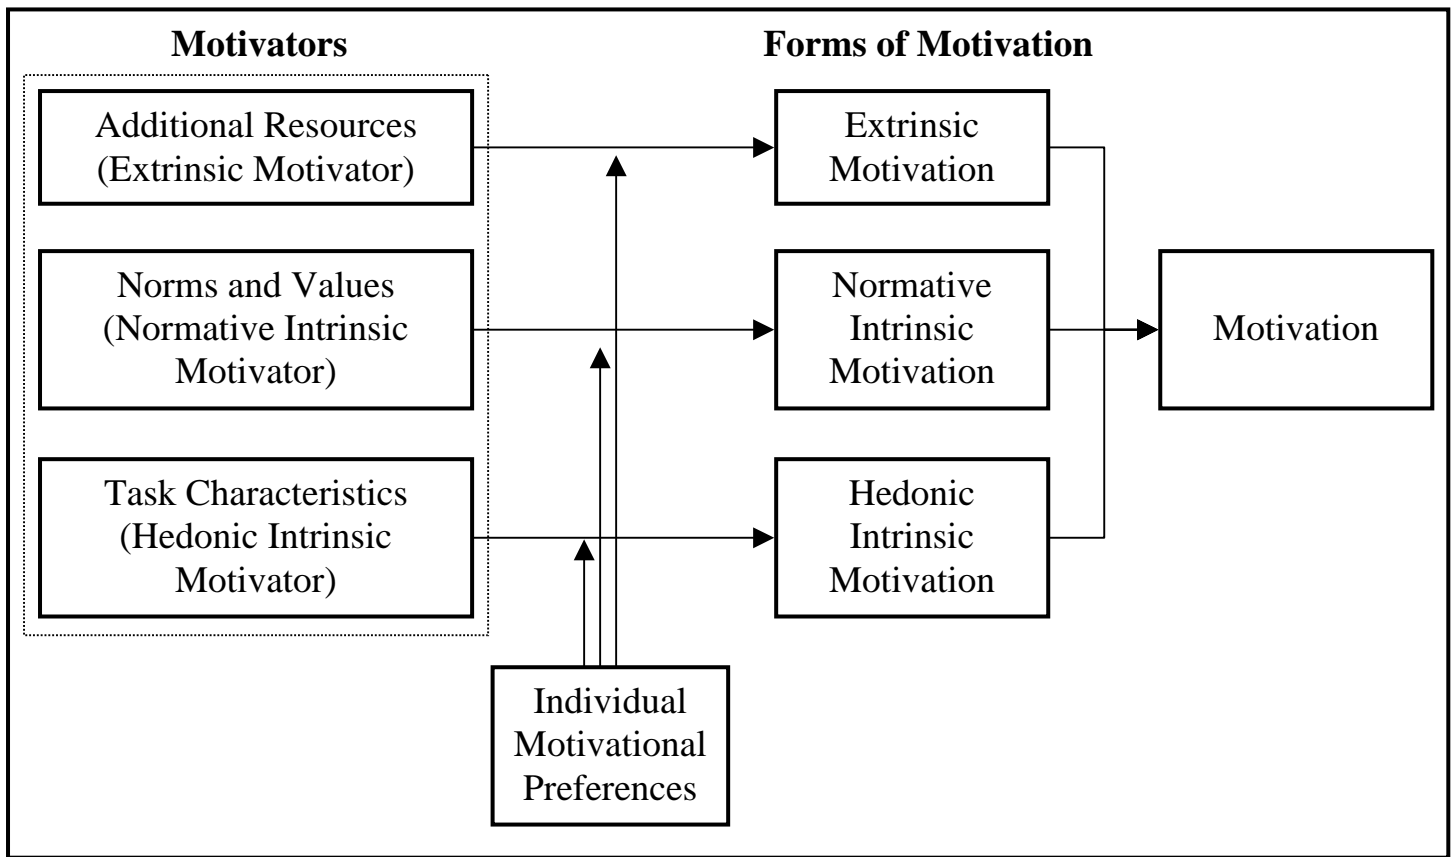 Motivators
Forms of Motivation
Additional Resources
(Extrinsic Motivator)
Extrinsic
Motivation
Norms and Values
(Normative Intrinsic
Motivator)
Normative
Intrinsic
Motivation
Motivation
Task Characteristics
(Hedonic Intrinsic
Motivator)
Hedonic
Intrinsic
Motivation
Individual
Motivational
Preferences